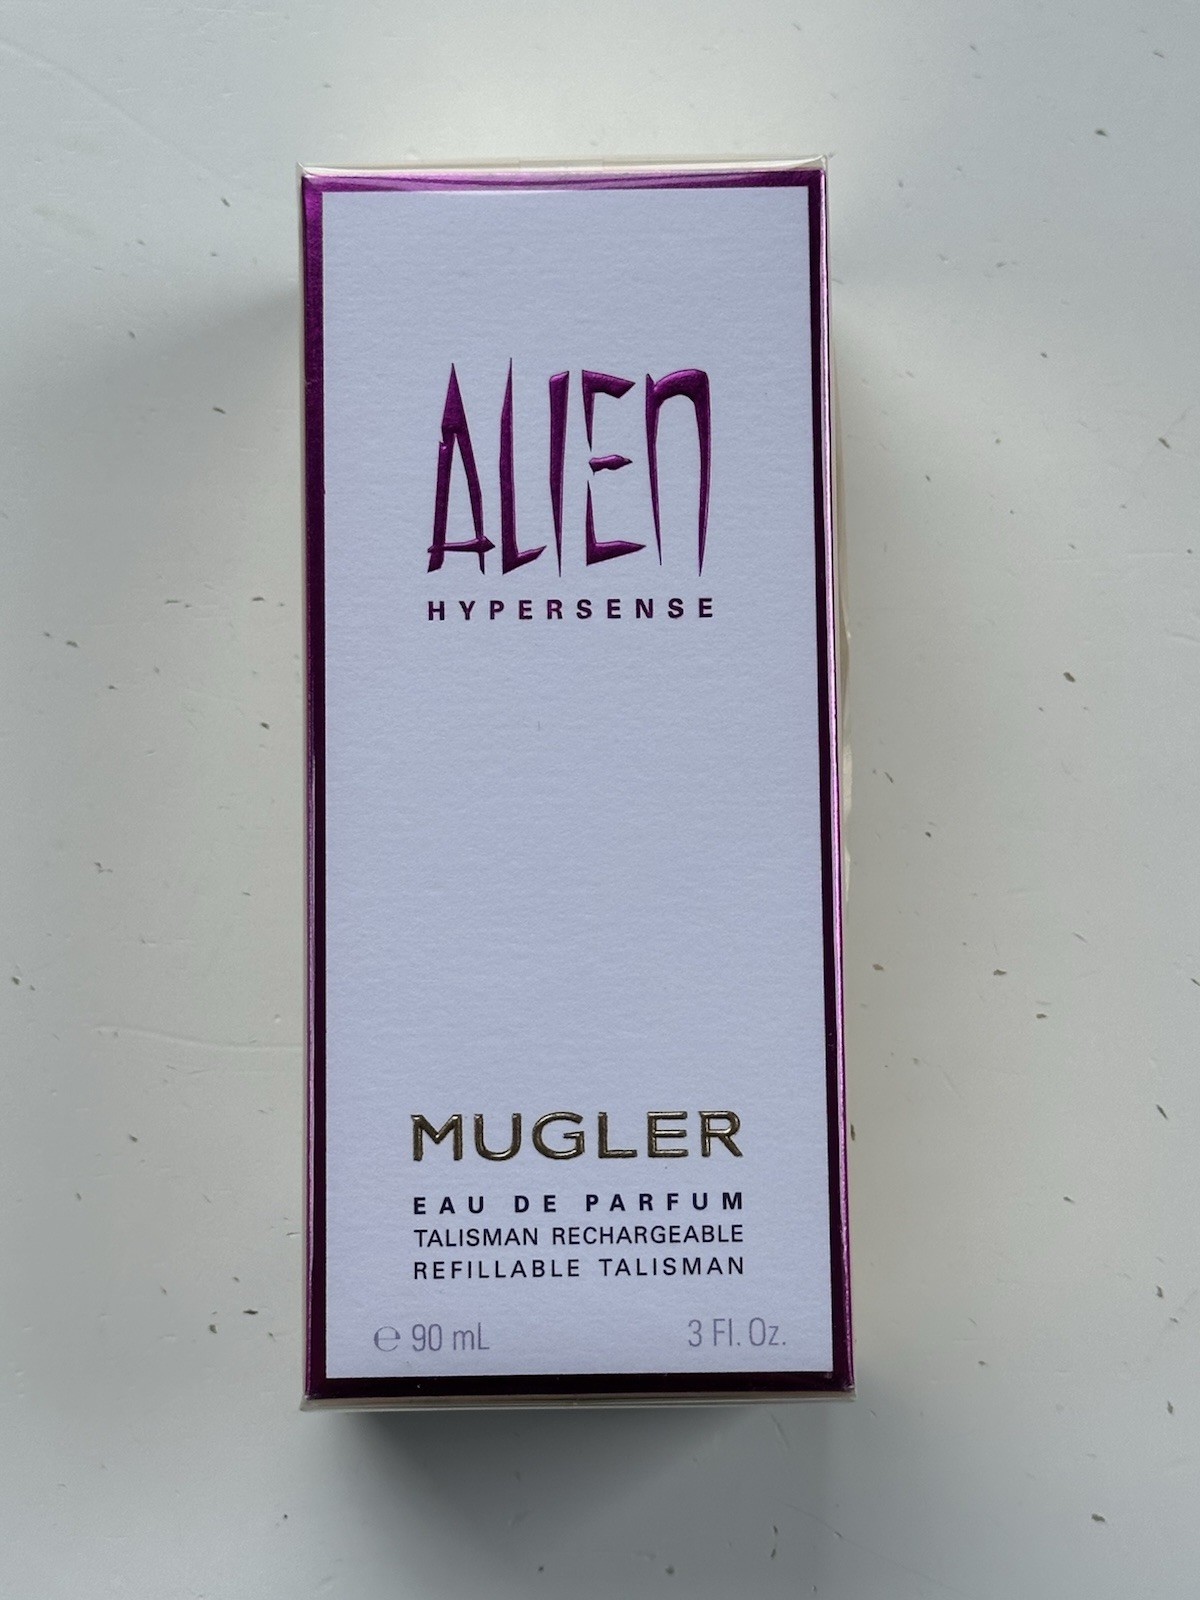 ALIEN
HYPERSENSE
MUGLER
EAU DE PARFUM
TALISMAN RECHARGEABLE
REFILLABLE TALISMAN
℮ 90 mL 3 Fl. Oz.